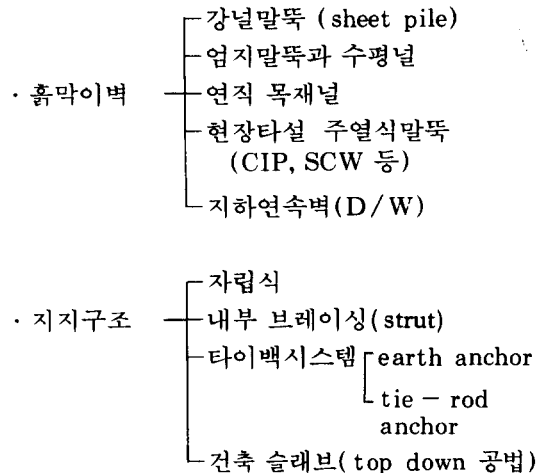 강널말뚝 (sheet pile)
엄지말뚝과 수평널
· 흙막이벽
연직 목재널
현장타설 주열식말뚝
(CIP, SCW 등)
지하연속벽(D/W)
자립식
· 지지구조
내부 브레이싱(strut)
타이백시스템
earth anchor
tie - rod
anchor
건축 슬래브(top down 공법)